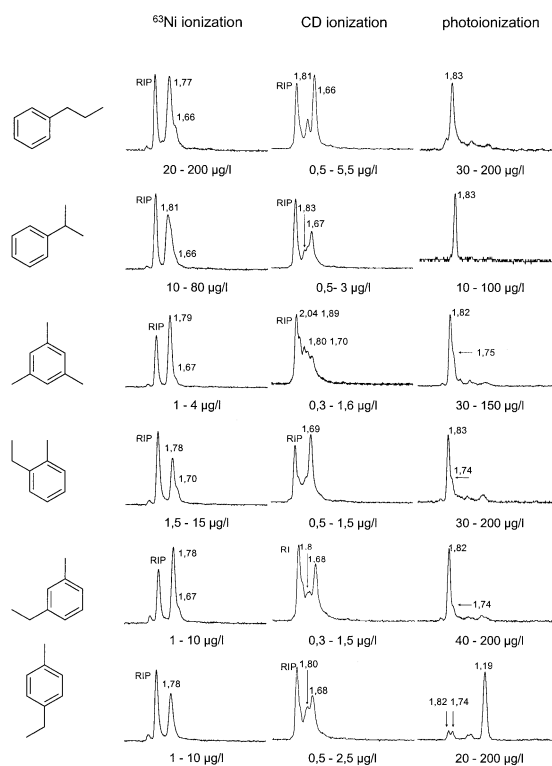 63Ni ionization CD ionization photoionization
RIP 1,77 1,66 RIP 1,81 1,66 1,83
20 - 200 µg/l 0,5 - 5,5 µg/l 30 - 200 µg/l
RIP 1,81 1,66 RIP 1,83 1,67 1,83
10 - 80 µg/l 0,5- 3 µg/l 10 - 100 µg/l
RIP 1,79 1,67 RIP 2,04 1,89 1,80 1,70 1,82 1,75
1 - 4 µg/l 0,3 - 1,6 µg/l 30 -150 µg/l
RIP 1,78 1,70 RIP 1,69 1,83 1,74
1,5 - 15 µg/l 0,5 - 1,5 µg/l 30 - 200 µg/l
RIP 1,78 1,67 RI 1.8 1,68 1,82 1,74
1 - 10 µg/l 0,3 - 1,5 µg/l 40 -200 µg/l
RIP 1,78 RIP 1,80 1,68 1,82 1,74 1,19
1 - 10 µg/l 0,5 - 2,5 µg/l 20 - 200 µg/l